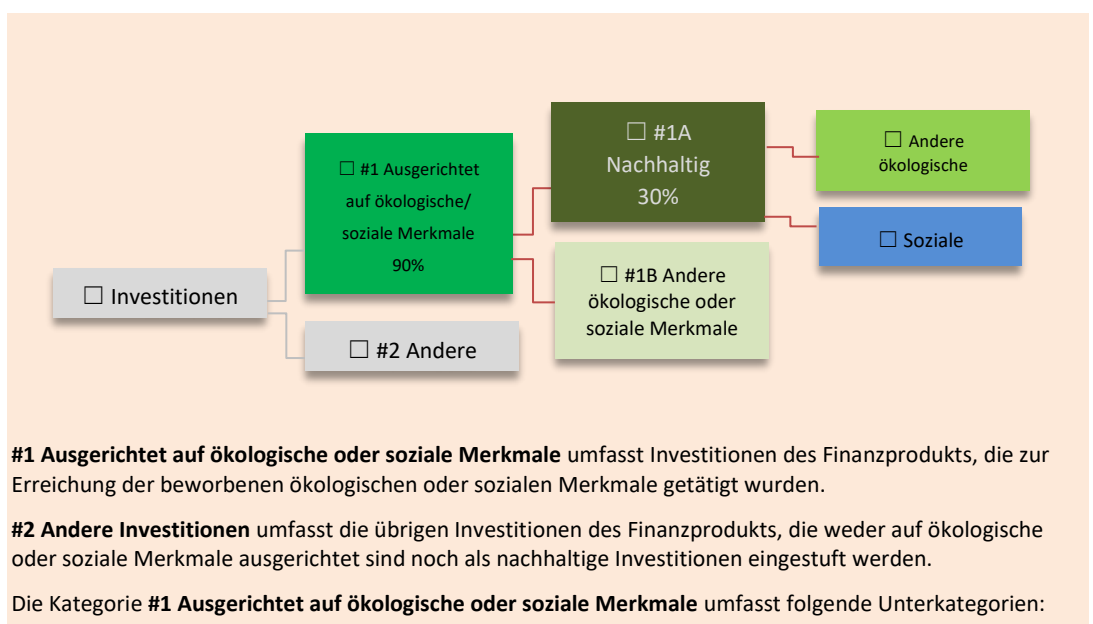 ☐ #1A
Nachhaltig
30%
☐ Andere
ökologische
☐ #1 Ausgerichtet
auf ökologische/
soziale Merkmale
90%
☐ Soziale
☐ #1B Andere
ökologische oder
soziale Merkmale
☐ Investitionen
☐ #2 Andere
#1 Ausgerichtet auf ökologische oder soziale Merkmale umfasst Investitionen des Finanzprodukts, die zur
Erreichung der beworbenen ökologischen oder sozialen Merkmale getätigt wurden.
#2 Andere Investitionen umfasst die übrigen Investitionen des Finanzprodukts, die weder auf ökologische
oder soziale Merkmale ausgerichtet sind noch als nachhaltige Investitionen eingestuft werden.
Die Kategorie #1 Ausgerichtet auf ökologische oder soziale Merkmale umfasst folgende Unterkategorien: